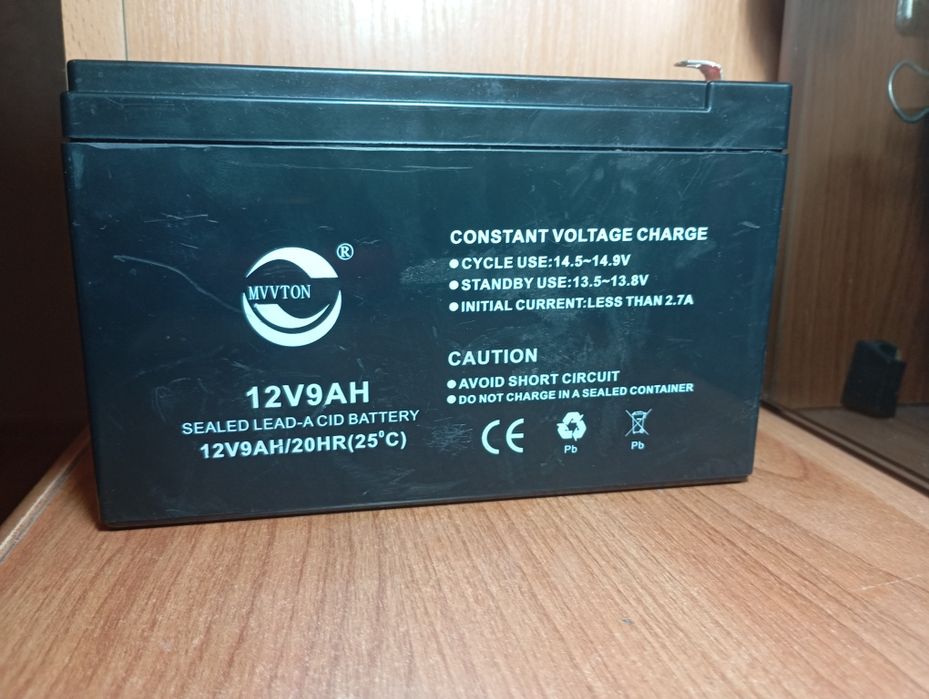 MVVTON ®
12V9AH
SEALED LEAD-A CID BATTERY
12V9AH/20HR(25°C)
CONSTANT VOLTAGE CHARGE
●CYCLE USE:14.5~14.9V
●STANDBY USE:13.5~13.8V
●INITIAL CURRENT:LESS THAN 2.7A
CAUTION
●AVOID SHORT CIRCUIT
●DO NOT CHARGE IN A SEALED CONTAINER
CE
Pb
Pb